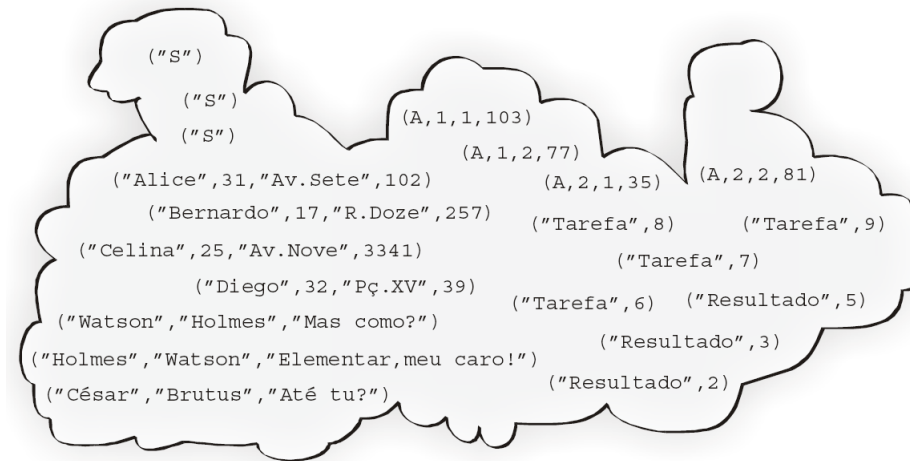 ("S")
("S")
("S")
(A,1,1,103)
(A,1,2,77)
("Alice",31,"Av.Sete",102)
(A,2,1,35)
(A,2,2,81)
("Bernardo",17,"R.Doze",257)
("Tarefa",8)
("Tarefa",9)
("Celina",25,"Av.Nove",3341)
("Tarefa",7)
("Diego",32,"Pç.XV",39)
("Tarefa",6)
("Resultado",5)
("Watson","Holmes","Mas como?")
("Resultado",3)
("Holmes","Watson","Elementar,meu caro!")
("Resultado",2)
("César","Brutus","Até tu?")